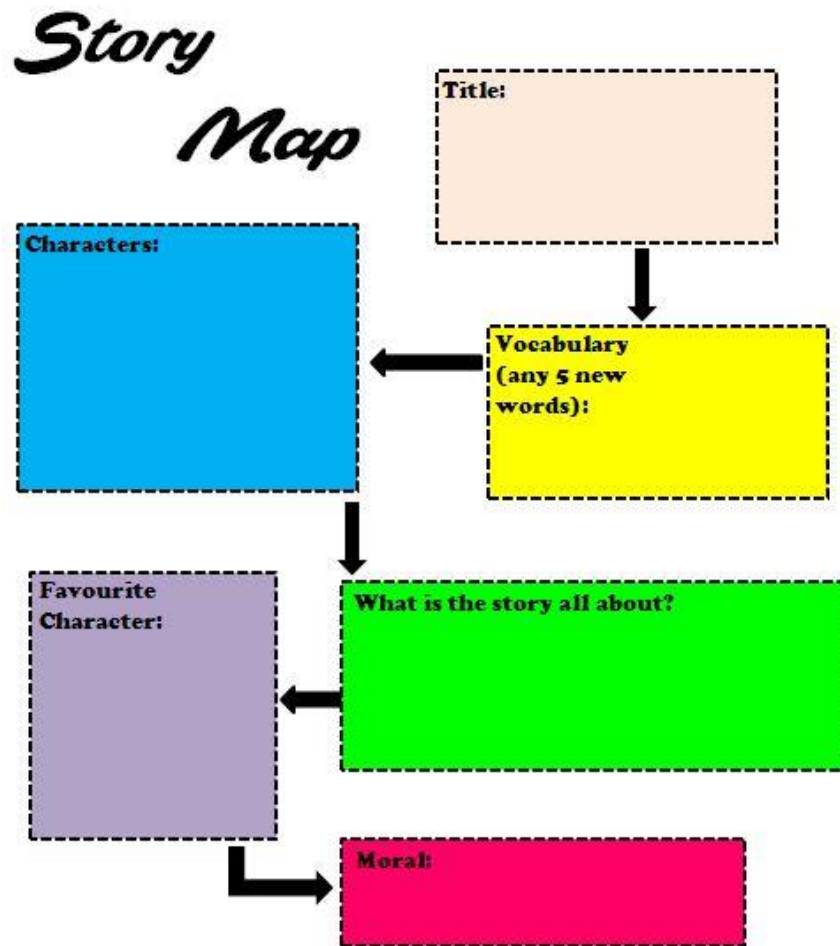 Story
Map
Title:
Vocabulary
(any 5 new
words):
Characters:
What is the story all about?
Favourite
Character:
Moral: